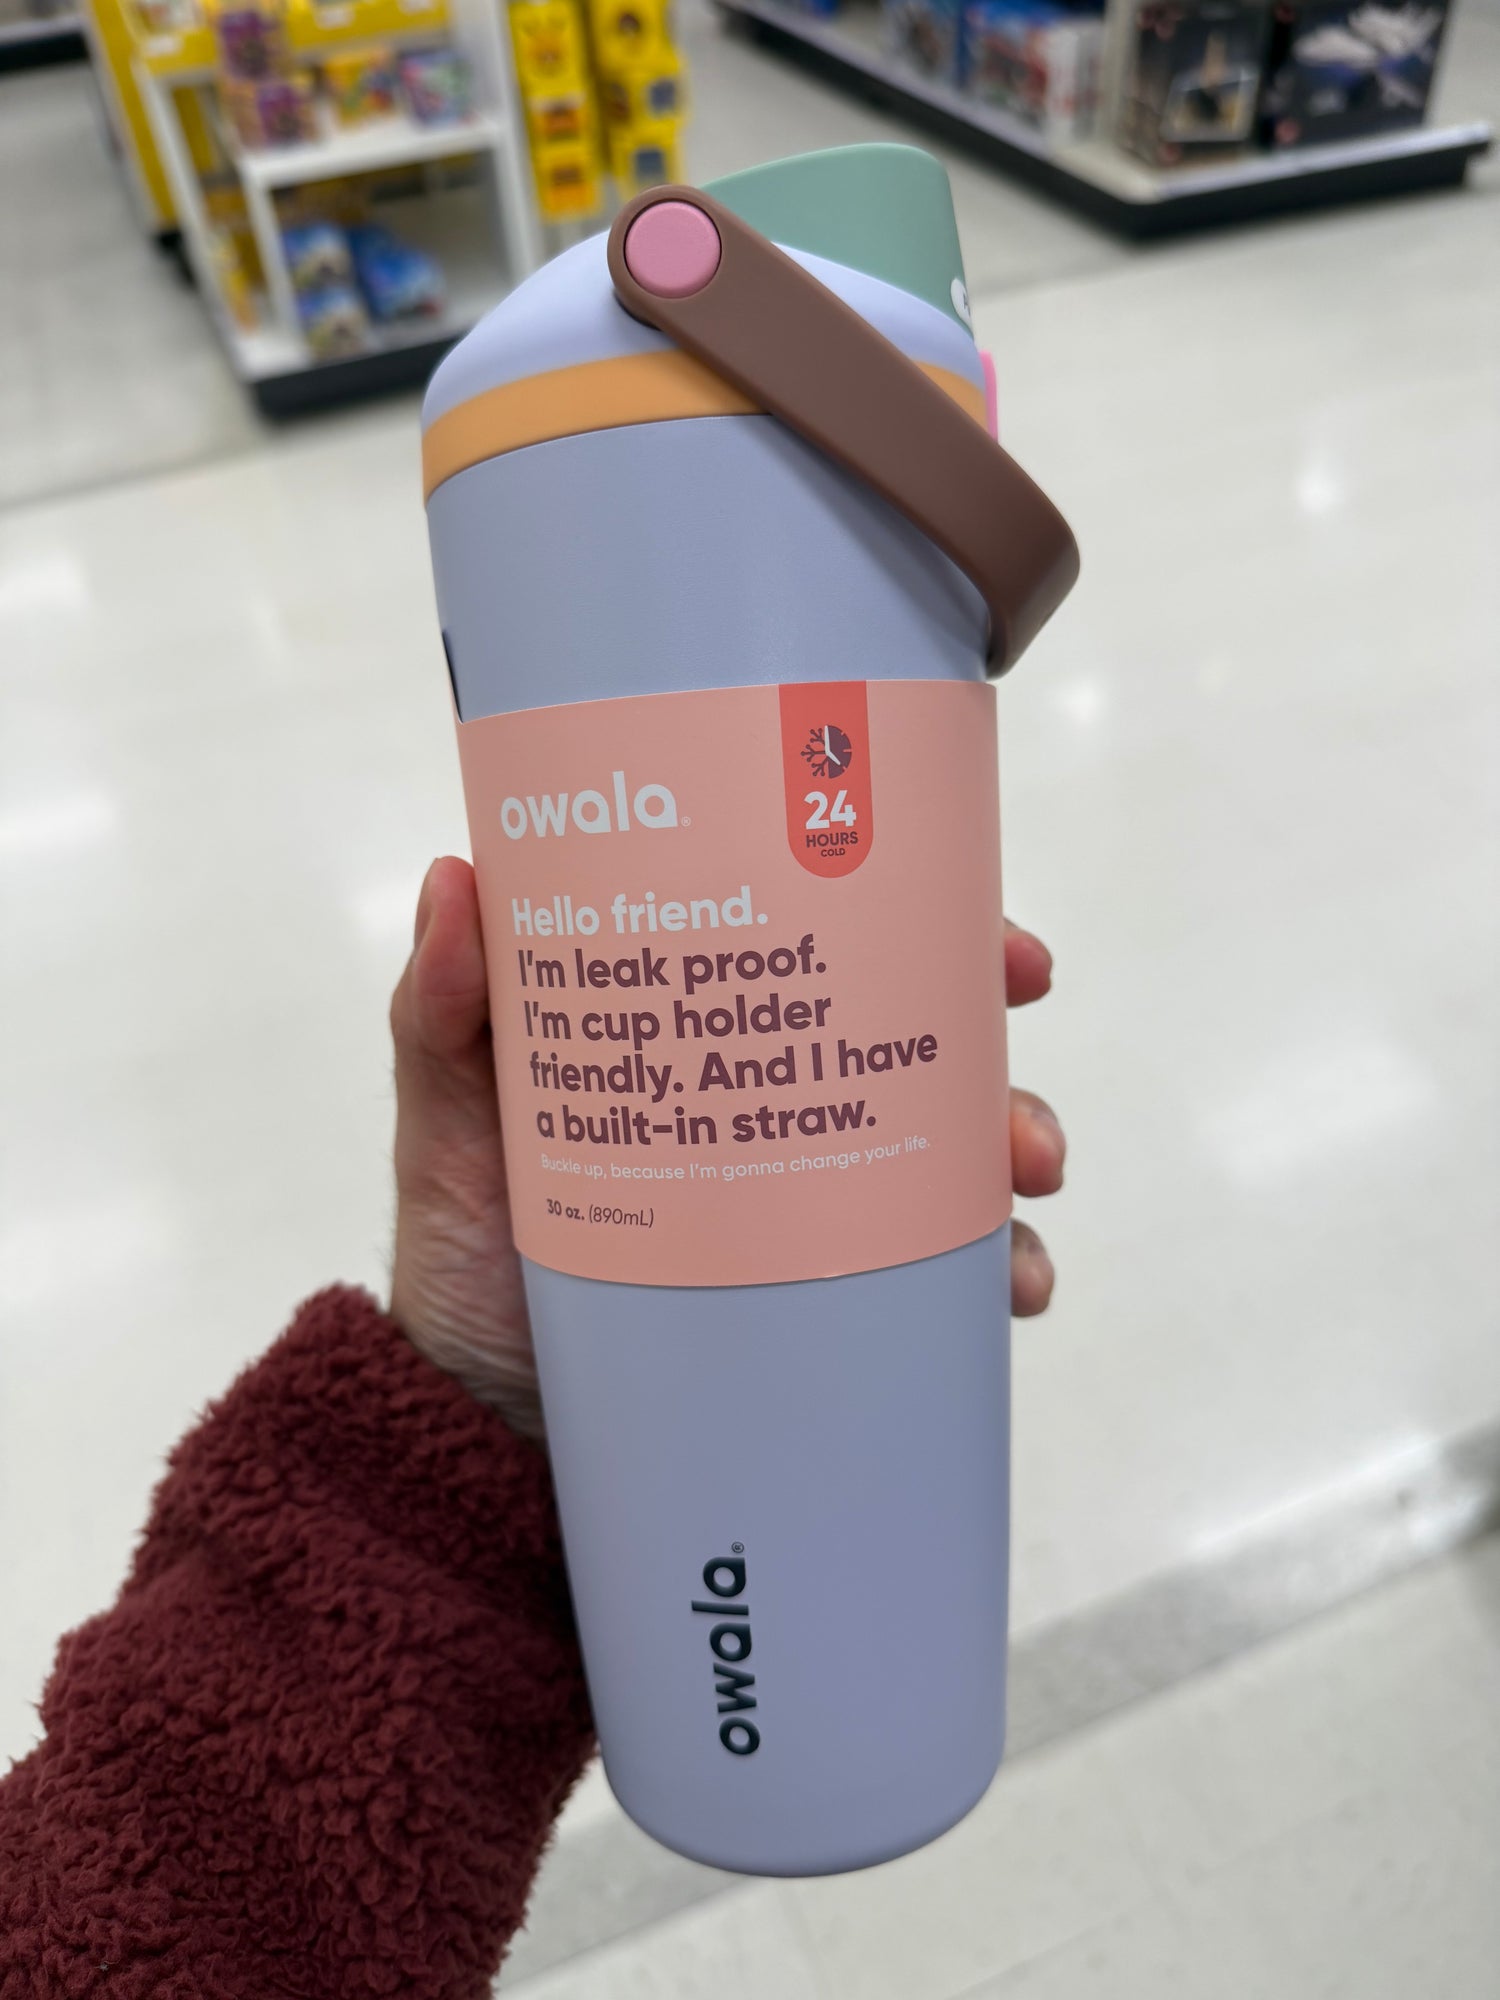 owala®
24
HOURS
COLD
Hello friend.
I'm leak proof.
I'm cup holder
friendly. And I have
a built-in straw.
Buckle up, because I'm gonna change your life.
30 oz. (890mL)
owala®